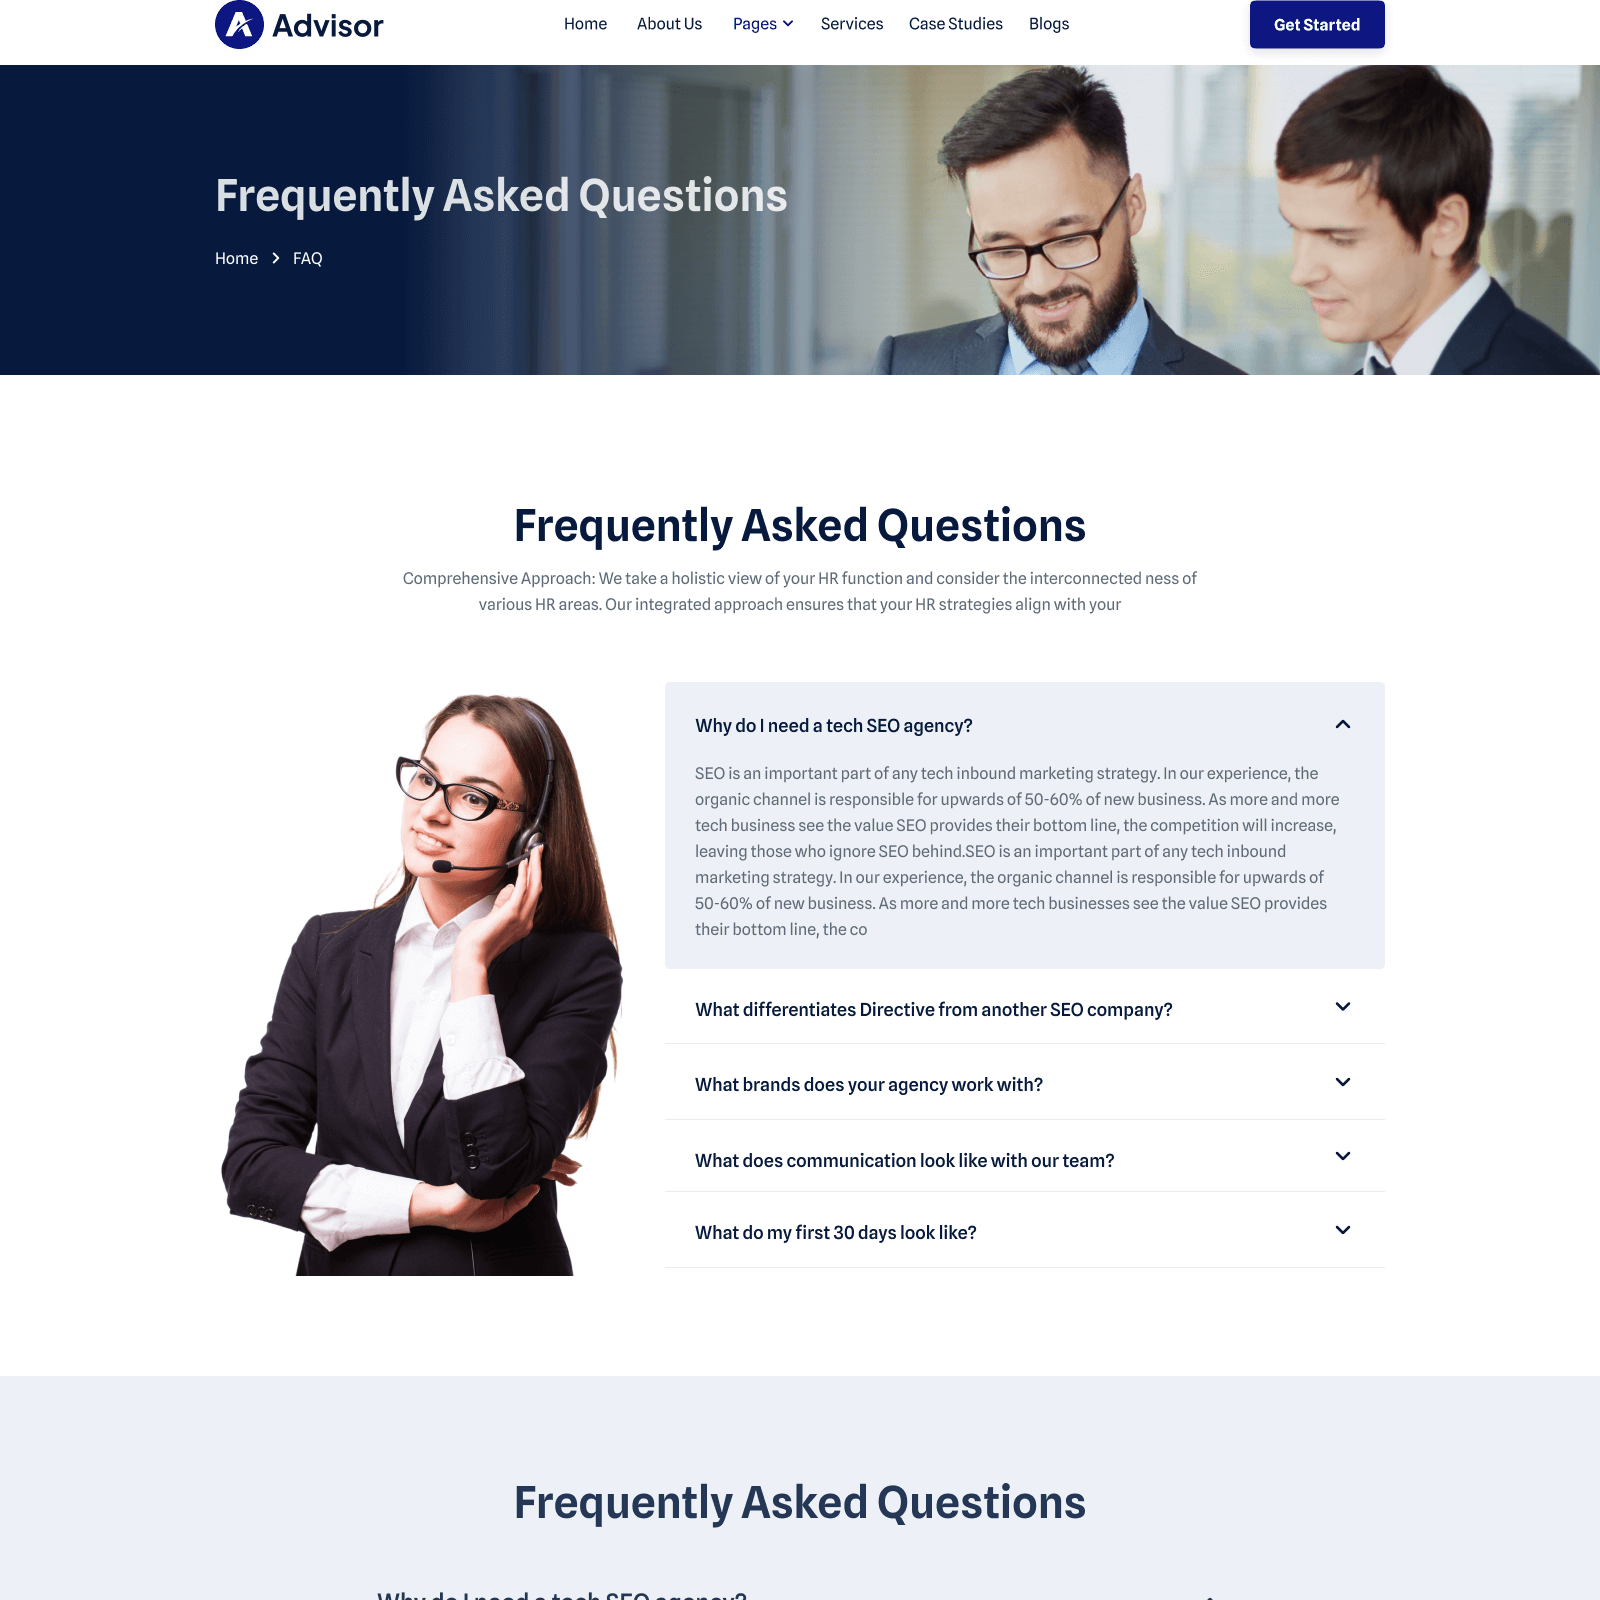 Advisor
Home
About Us
Pages
Services
Case Studies
Blogs
Get Started
Frequently Asked Questions
Home
FAQ
Frequently Asked Questions
Comprehensive Approach: We take a holistic view of your HR function and consider the interconnected ness of
various HR areas. Our integrated approach ensures that your HR strategies align with your
Why do I need a tech SEO agency?
SEO is an important part of any tech inbound marketing strategy. In our experience, the
organic channel is responsible for upwards of 50-60% of new business. As more and more
tech business see the value SEO provides their bottom line, the competition will increase,
leaving those who ignore SEO behind.SEO is an important part of any tech inbound
marketing strategy. In our experience, the organic channel is responsible for upwards of
50-60% of new business. As more and more tech businesses see the value SEO provides
their bottom line, the co
What differentiates Directive from another SEO company?
What brands does your agency work with?
What does communication look like with our team?
What do my first 30 days look like?
Frequently Asked Questions
Why do I need a tech SEO agency?